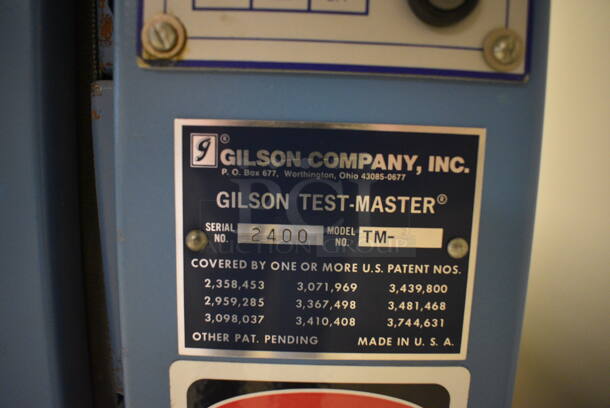 g® GILSON COMPANY, INC.
P. O. Box 677, Worthington, Ohio 43085-0677
GILSON TEST-MASTER®
SERIAL NO. 2400 MODEL NO. TM-
COVERED BY ONE OR MORE U.S. PATENT NOS.
2,358,453 3,071,969 3,439,800
2,959,285 3,367,498 3,481,468
3,098,037 3,410,408 3,744,631
OTHER PAT. PENDING MADE IN U. S. A.
PCI
AUCTION GROUP